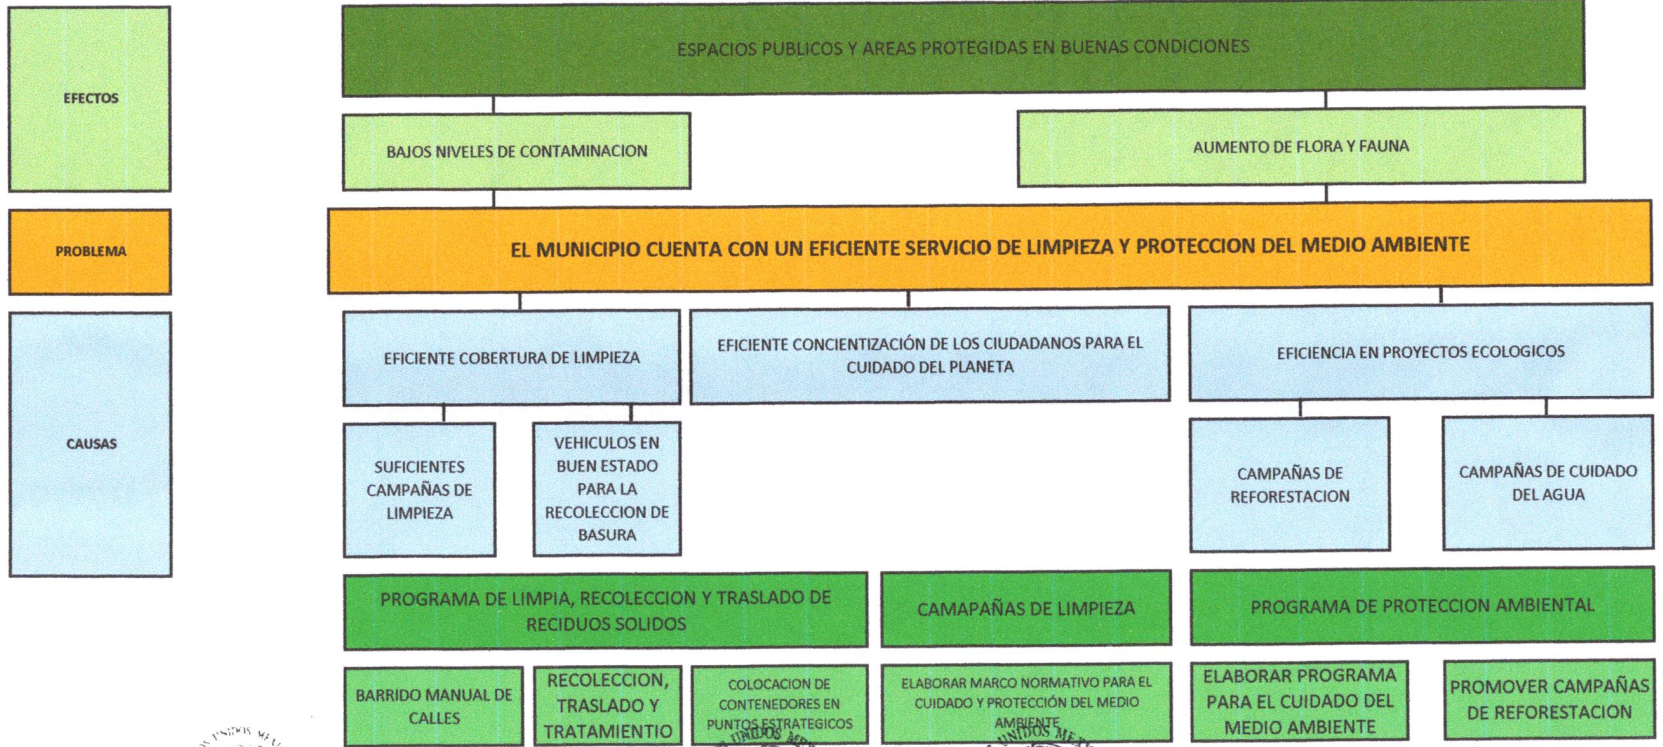 EFECTOS
ESPACIOS PUBLICOS Y AREAS PROTEGIDAS EN BUENAS CONDICIONES
BAJOS NIVELES DE CONTAMINACION
AUMENTO DE FLORA Y FAUNA
PROBLEMA
EL MUNICIPIO CUENTA CON UN EFICIENTE SERVICIO DE LIMPIEZA Y PROTECCION DEL MEDIO AMBIENTE
CAUSAS
EFICIENTE COBERTURA DE LIMPIEZA
EFICIENTE CONCIENTIZACIÓN DE LOS CIUDADANOS PARA EL
CUIDADO DEL PLANETA
EFICIENCIA EN PROYECTOS ECOLOGICOS
SUFICIENTES
CAMPAÑAS DE
LIMPIEZA
VEHICULOS EN
BUEN ESTADO
PARA LA
RECOLECCION DE
BASURA
CAMPAÑAS DE
REFORESTACION
CAMPAÑAS DE CUIDADO
DEL AGUA
PROGRAMA DE LIMPIA, RECOLECCION Y TRASLADO DE
RECIDUOS SOLIDOS
CAMAPAÑAS DE LIMPIEZA
PROGRAMA DE PROTECCION AMBIENTAL
BARRIDO MANUAL DE
CALLES
RECOLECCION,
TRASLADO Y
TRATAMIENTIO
COLOCACION DE
CONTENEDORES EN
PUNTOS ESTRATEGICOS
ELABORAR MARCO NORMATIVO PARA EL
CUIDADO Y PROTECCIÓN DEL MEDIO
AMBIENTE
ELABORAR PROGRAMA
PARA EL CUIDADO DEL
MEDIO AMBIENTE
PROMOVER CAMPAÑAS
DE REFORESTACION